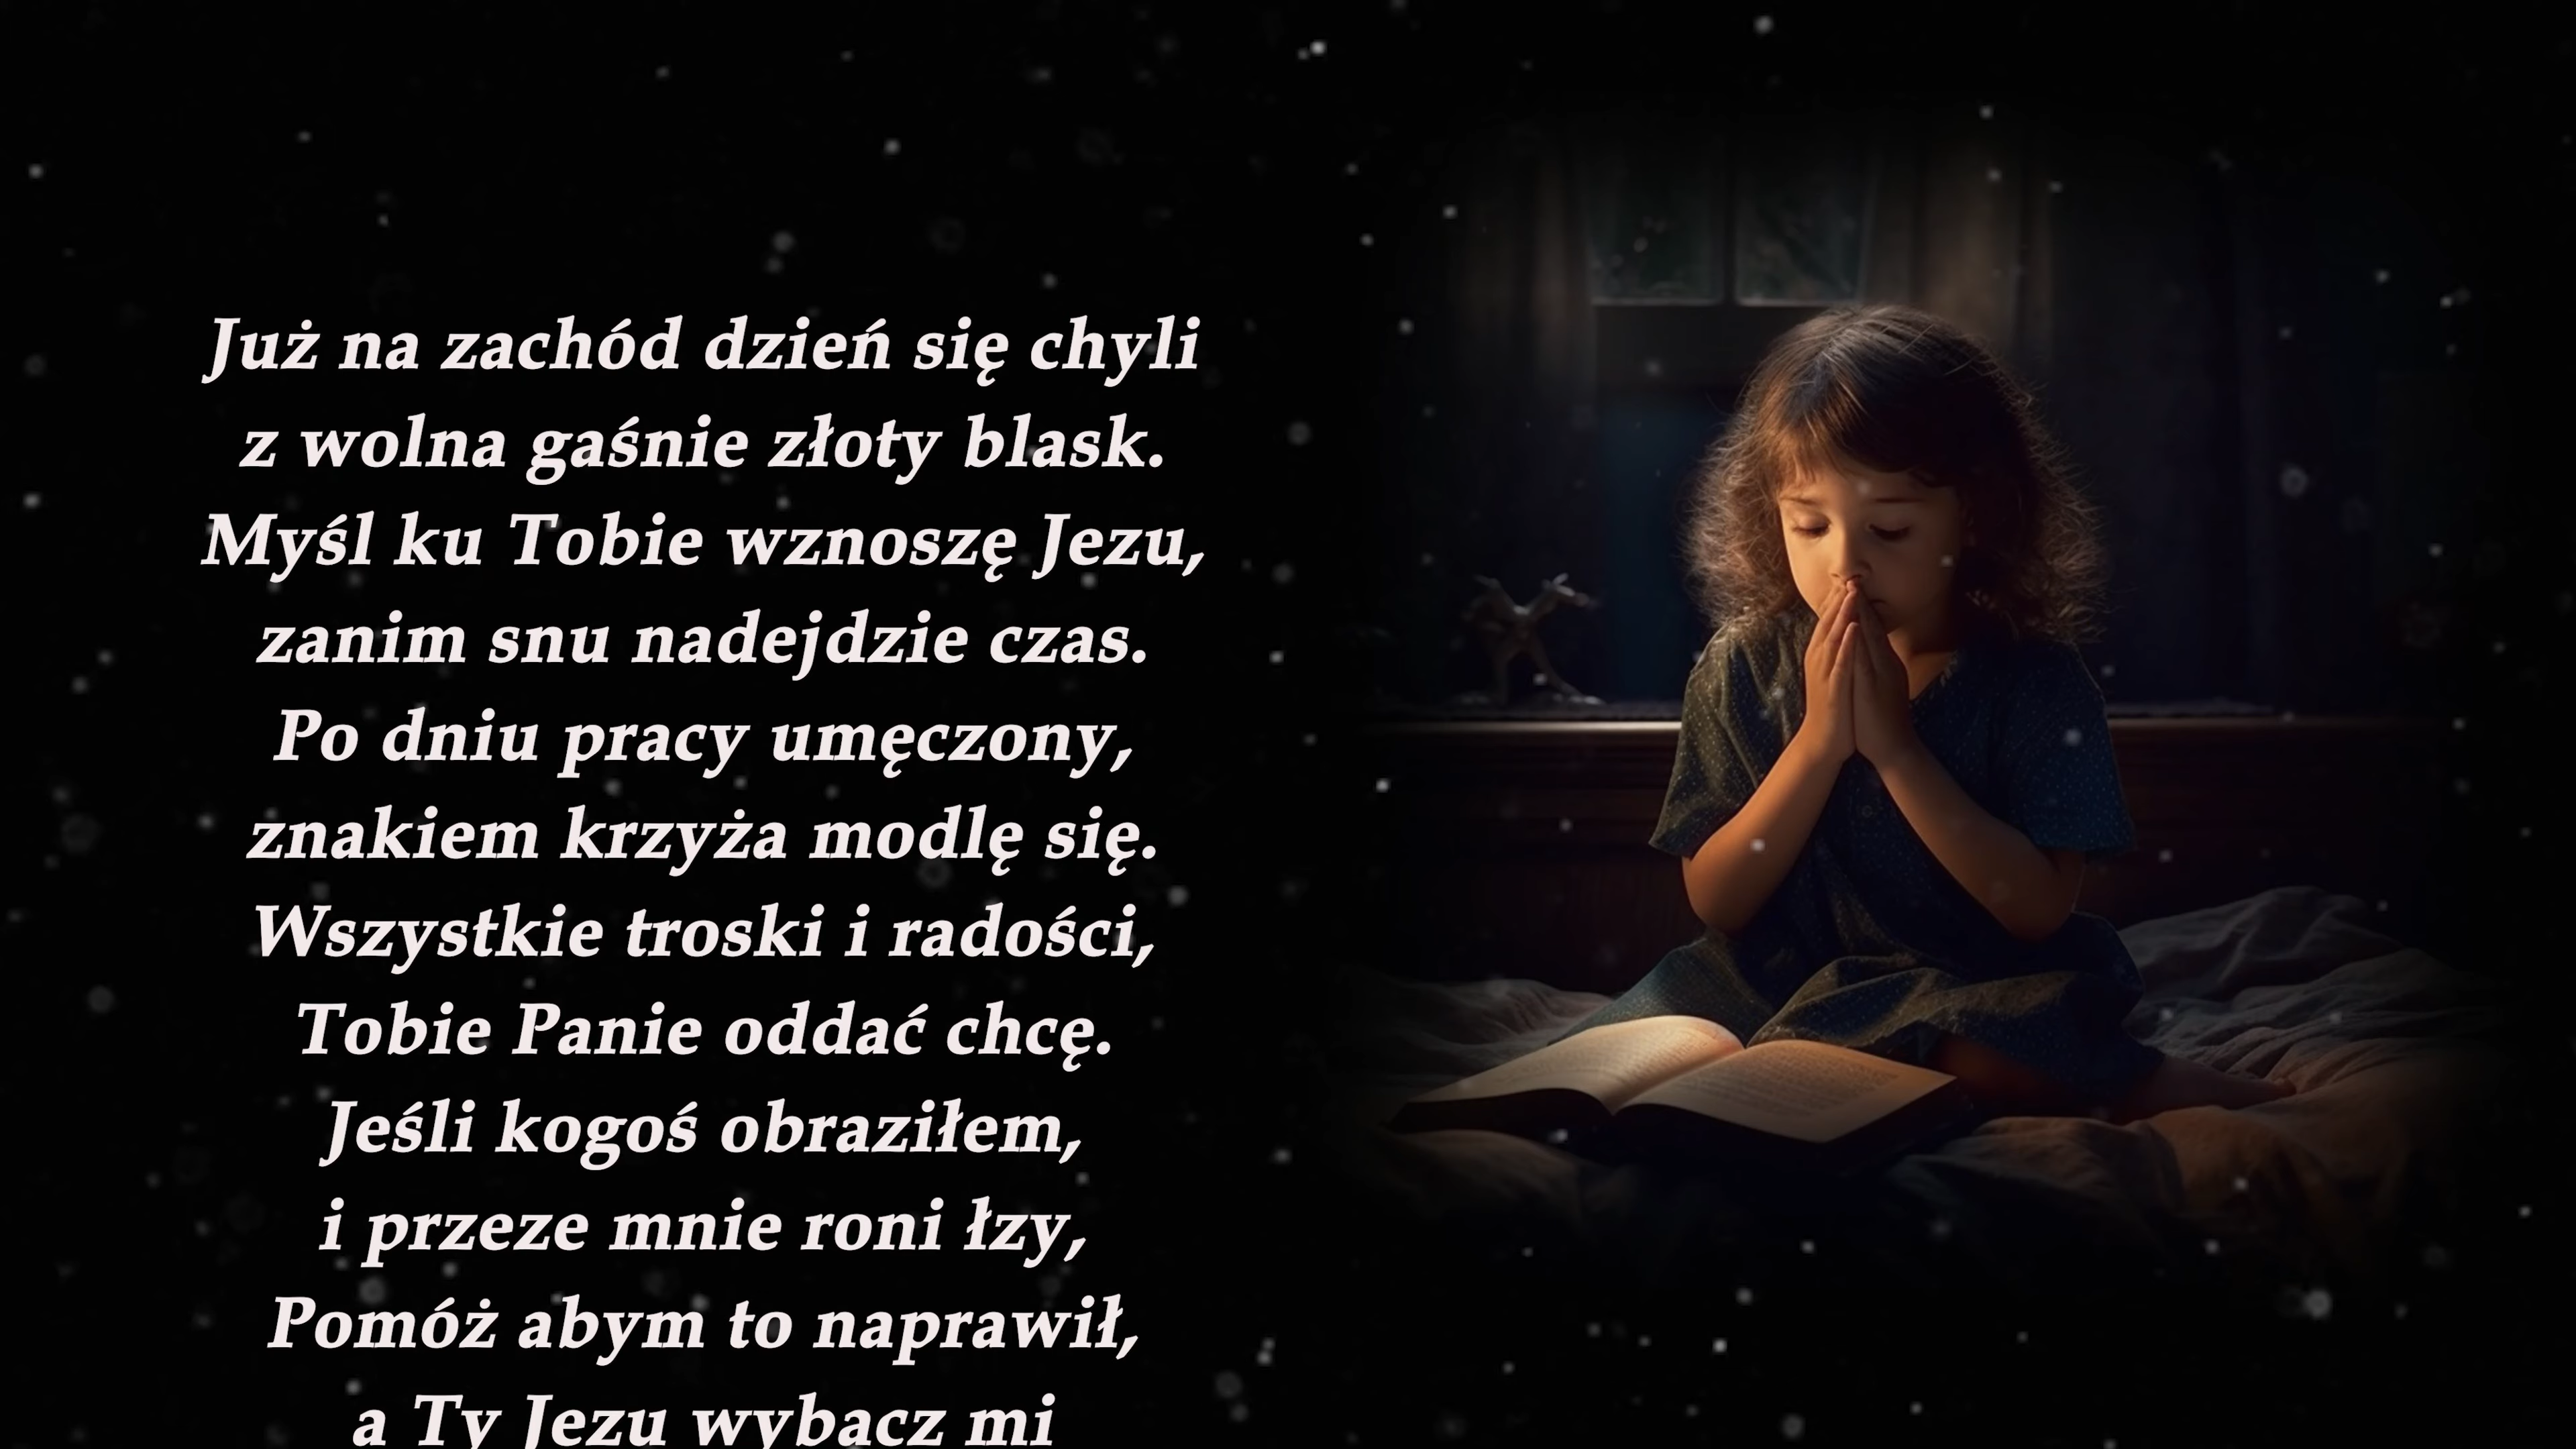 Już na zachód dzień się chyli
z wolna gaśnie złoty blask.
Myśl ku Tobie wznoszę Jezu,
zanim snu nadejdzie czas.
Po dniu pracy umęczony,
znakiem krzyża modlę się.
Wszystkie troski i radości,
Tobie Panie oddać chcę.
Jeśli kogoś obraziłem,
i przeze mnie roni łzy,
Pomóż abym to naprawił,
a Ty Jezu wybacz mi